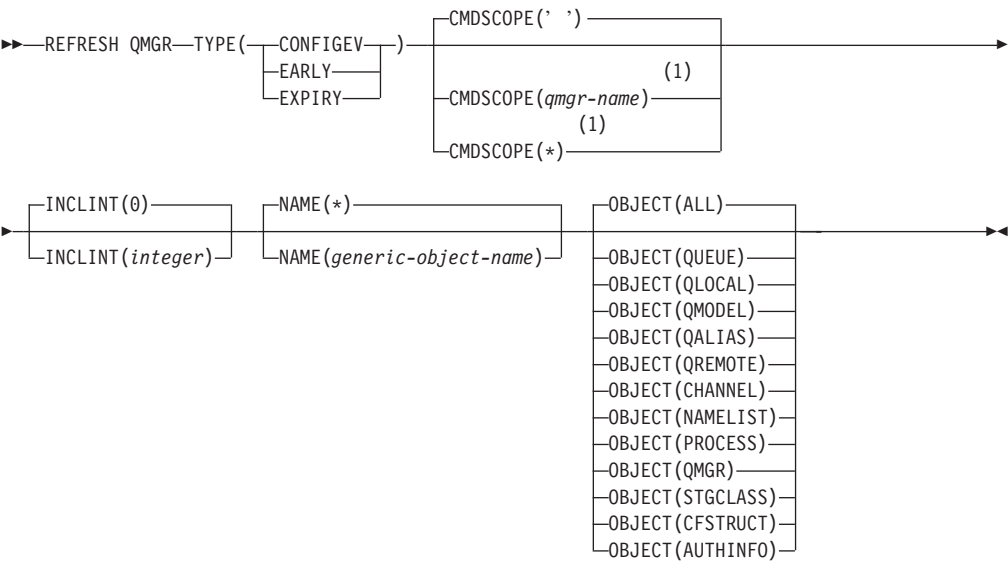 CMDSCOPE(' ')
REFRESH QMGR TYPE( CONFIGEV )
EARLY
EXPIRY
(1)
CMDSCOPE(qmgr-name)
(1)
CMDSCOPE(*)
INCLINT(0) NAME(*) OBJECT(ALL)
INCLINT(integer) NAME(generic-object-name) OBJECT(QUEUE)
OBJECT(QLOCAL)
OBJECT(QMODEL)
OBJECT(QALIAS)
OBJECT(QREMOTE)
OBJECT(CHANNEL)
OBJECT(NAMELIST)
OBJECT(PROCESS)
OBJECT(QMGR)
OBJECT(STGCLASS)
OBJECT(CFSTRUCT)
OBJECT(AUTHINFO)